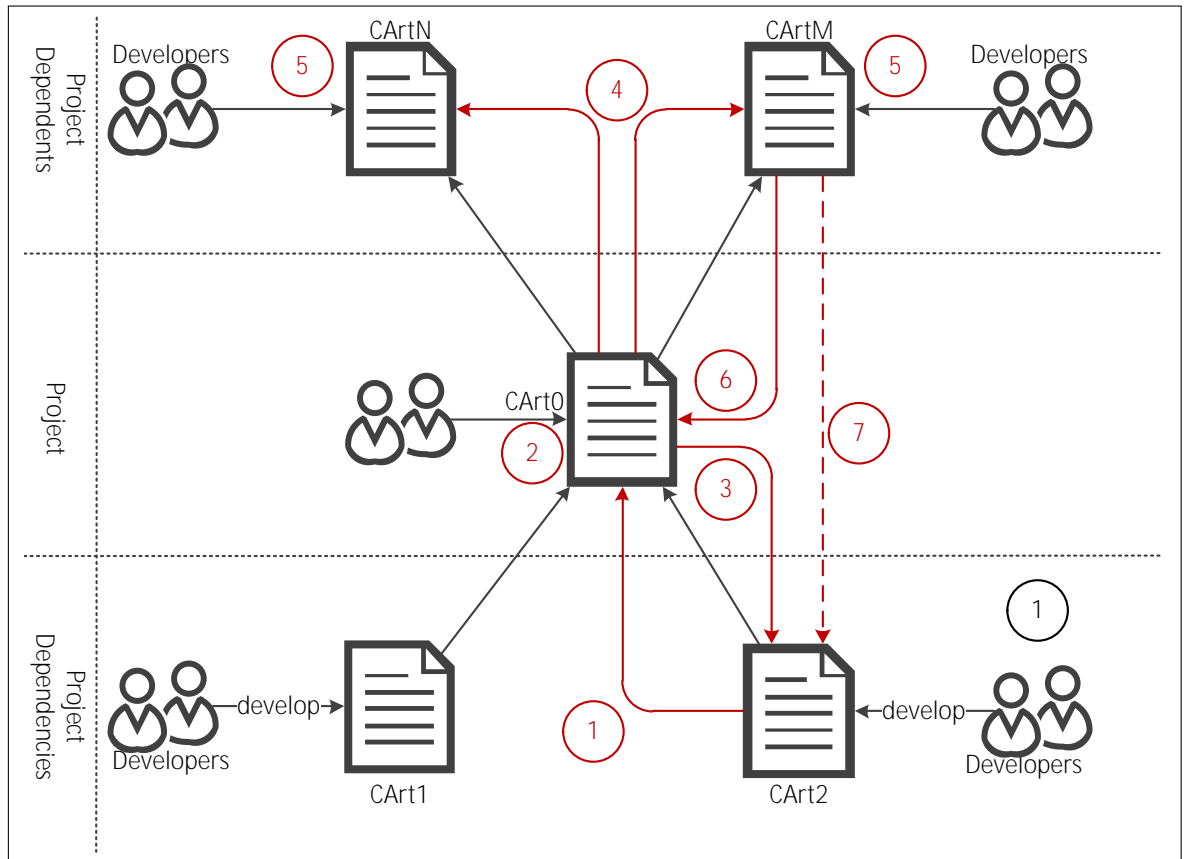 Project
Dependents
Developers
5
CArtN
4
CArtM
5
Developers
Project
CArt0
2
6
3
7
Project
Dependencies
1
develop
Developers
CArt1
1
CArt2
develop
Developers